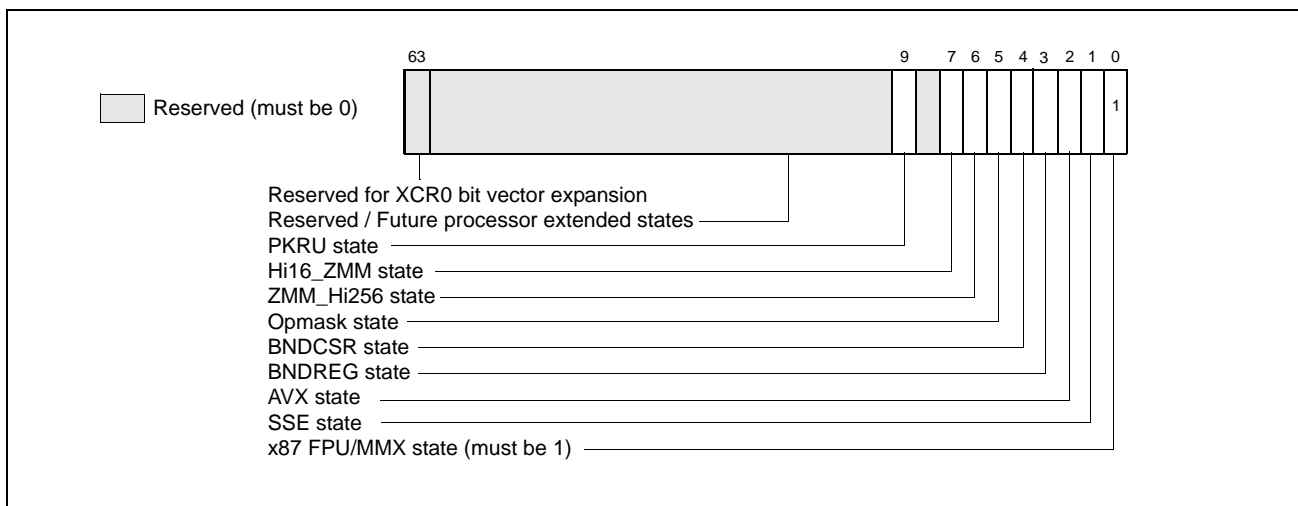 63 9 7 6 5 4 3 2 1 0
Reserved (must be 0)
1
Reserved for XCR0 bit vector expansion
Reserved / Future processor extended states
PKRU state
Hi16_ZMM state
ZMM_Hi256 state
Opmask state
BNDCSR state
BNDREG state
AVX state
SSE state
x87 FPU/MMX state (must be 1)